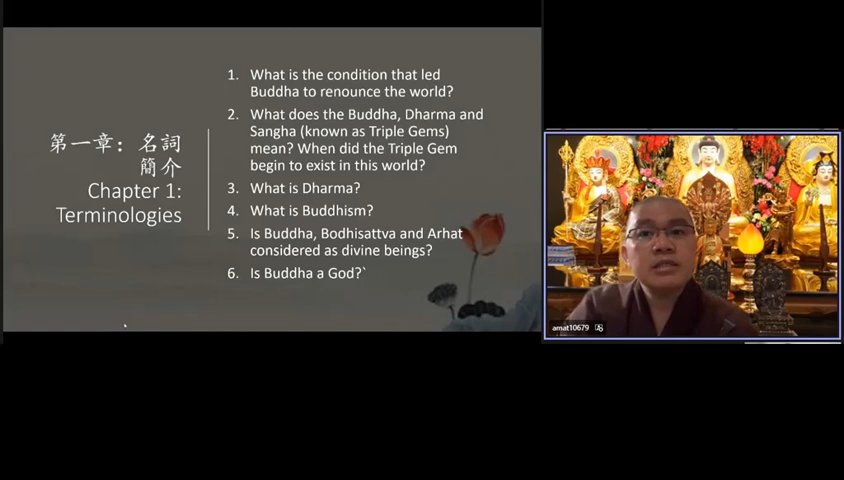 第一章：名詞
簡介
Chapter 1:
Terminologies
1. What is the condition that led
Buddha to renounce the world?
2. What does the Buddha, Dharma and
Sangha (known as Triple Gems)
mean? When did the Triple Gem
begin to exist in this world?
3. What is Dharma?
4. What is Buddhism?
5. Is Buddha, Bodhisattva and Arhat
considered as divine beings?
6. Is Buddha a God?`
amat10679